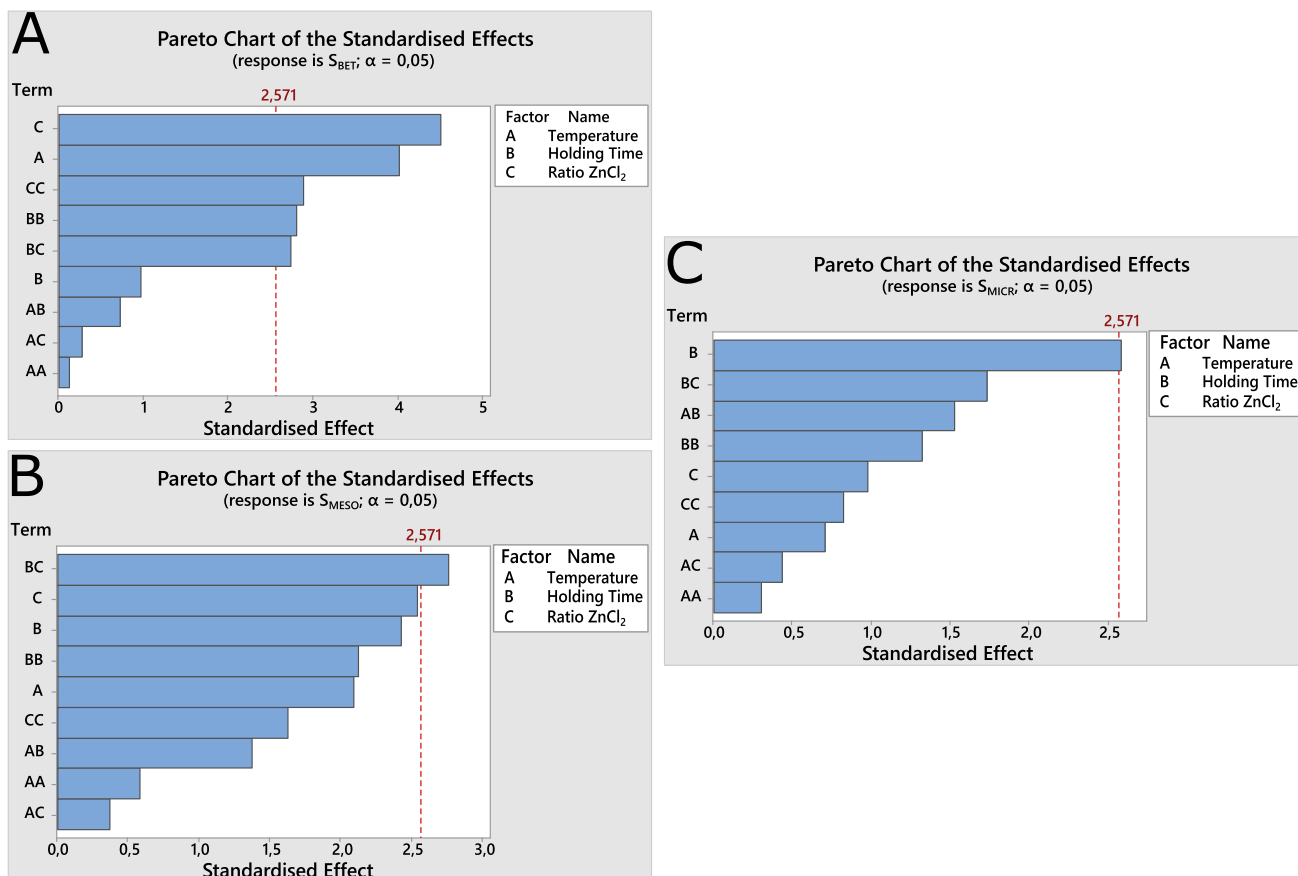 A
Pareto Chart of the Standardised Effects
(response is S_BET; α = 0,05)
Term
2,571
C
A
CC
BB
BC
B
AB
AC
AA
0 1 2 3 4 5
Standardised Effect
Factor Name
A Temperature
B Holding Time
C Ratio ZnCl₂
B
Pareto Chart of the Standardised Effects
(response is S_MESO; α = 0,05)
Term
2,571
BC
C
B
BB
A
CC
AB
AA
AC
0,0 0,5 1,0 1,5 2,0 2,5 3,0
Standardised Effect
Factor Name
A Temperature
B Holding Time
C Ratio ZnCl₂
C
Pareto Chart of the Standardised Effects
(response is S_MICR; α = 0,05)
Term
2,571
B
BC
AB
BB
C
CC
A
AC
AA
0,0 0,5 1,0 1,5 2,0 2,5
Standardised Effect
Factor Name
A Temperature
B Holding Time
C Ratio ZnCl₂